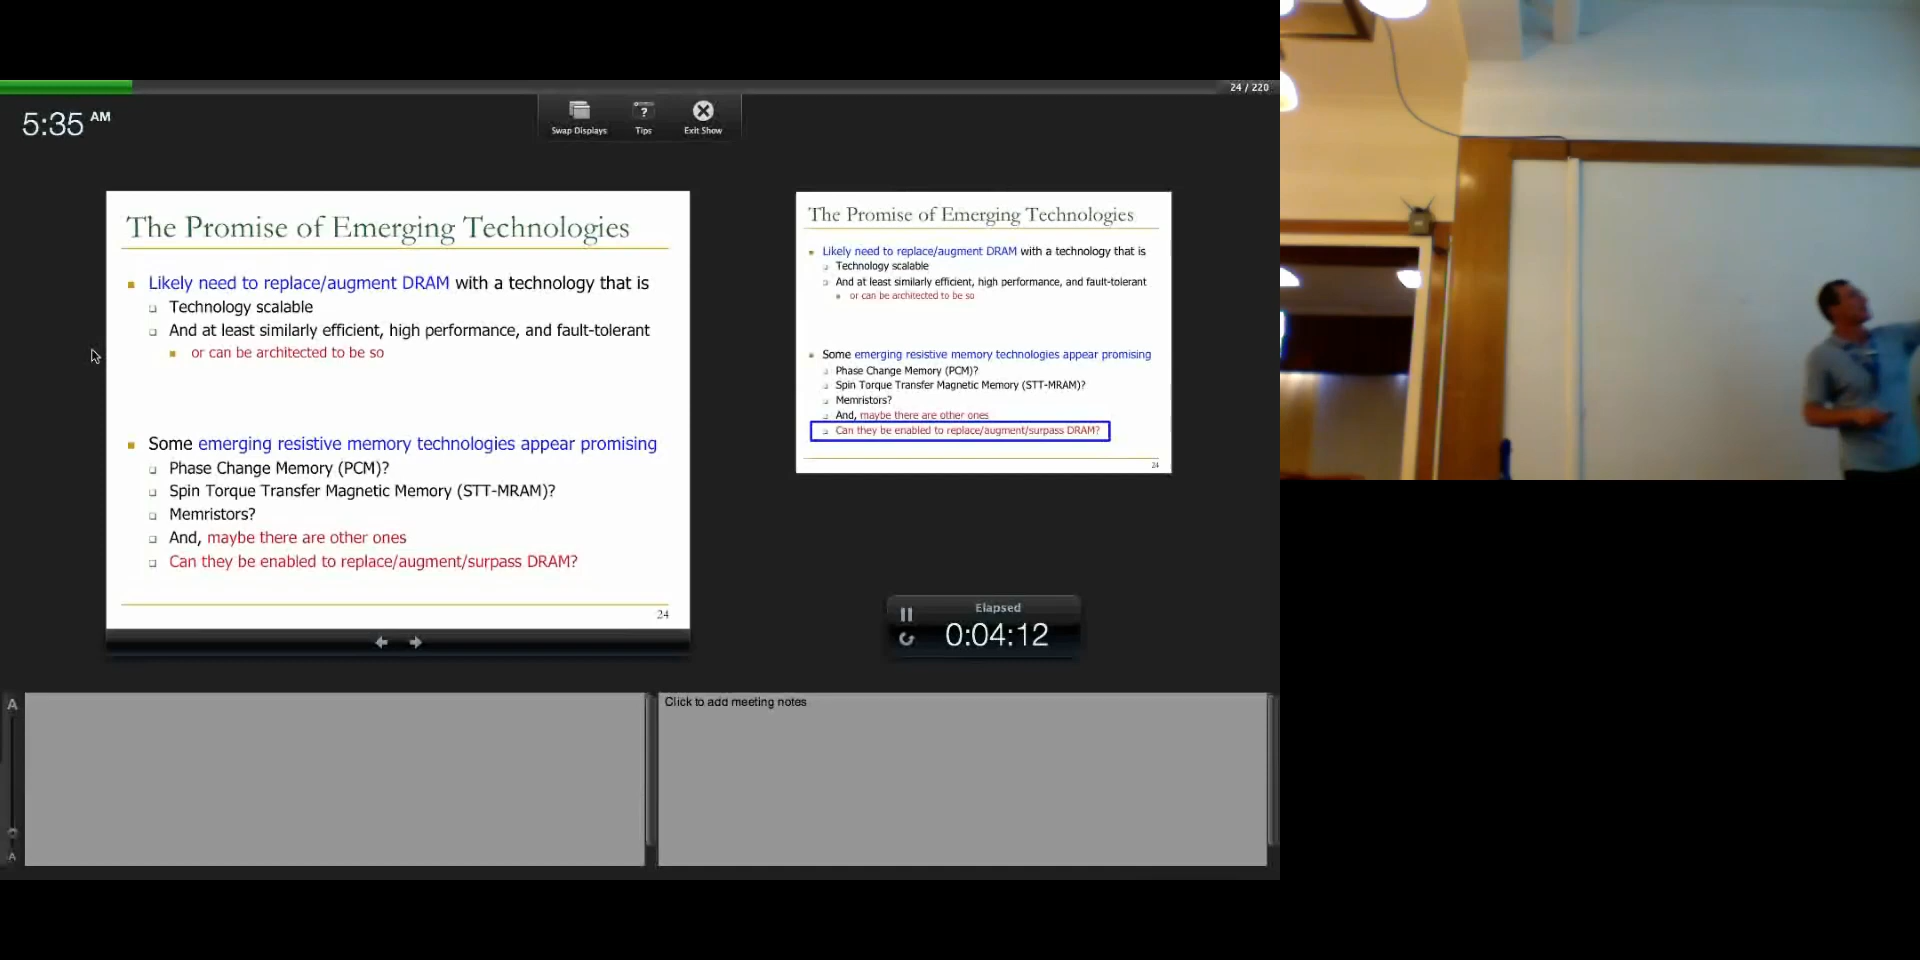 24 / 220
5:35 AM
Swap Displays
? Tips
Exit Show
The Promise of Emerging Technologies
Likely need to replace/augment DRAM with a technology that is
Technology scalable
And at least similarly efficient, high performance, and fault-tolerant
or can be architected to be so
Some emerging resistive memory technologies appear promising
Phase Change Memory (PCM)?
Spin Torque Transfer Magnetic Memory (STT-MRAM)?
Memristors?
And, maybe there are other ones
Can they be enabled to replace/augment/surpass DRAM?
24
The Promise of Emerging Technologies
Likely need to replace/augment DRAM with a technology that is
Technology scalable
And at least similarly efficient, high performance, and fault-tolerant
or can be architected to be so
Some emerging resistive memory technologies appear promising
Phase Change Memory (PCM)?
Spin Torque Transfer Magnetic Memory (STT-MRAM)?
Memristors?
And, maybe there are other ones
Can they be enabled to replace/augment/surpass DRAM?
24
Elapsed
0:04:12
A
A
Click to add meeting notes